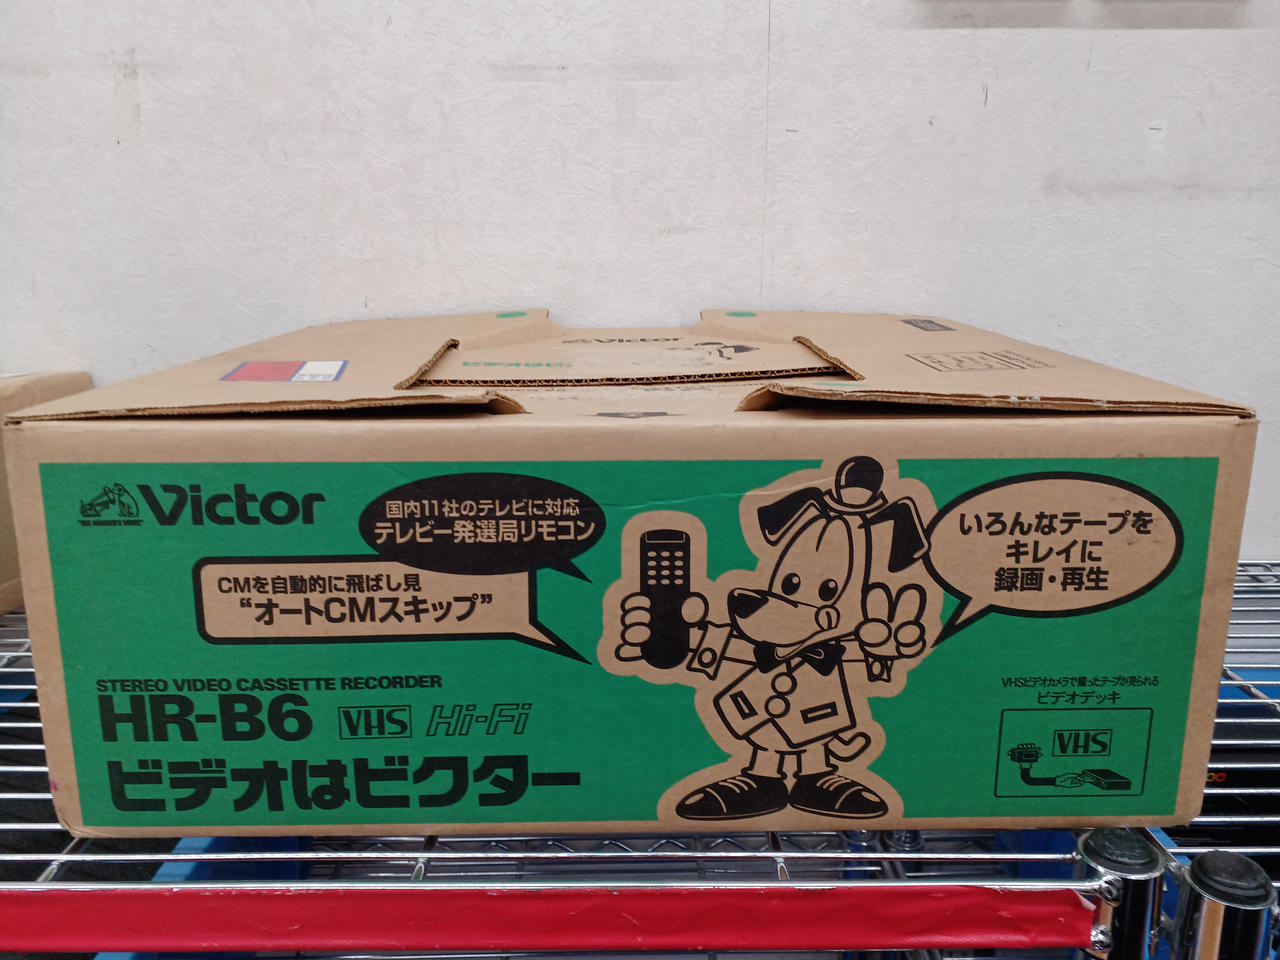 Victor
国内11社のテレビに対応
テレビ一発選局リモコン
CMを自動的に飛ばし見
“オートCMスキップ”
いろんなテープを
キレイに
録画・再生
STEREO VIDEO CASSETTE RECORDER
HR-B6 VHS Hi-Fi
ビデオはビクター
VHSビデオカメラで撮ったテープが見られる
ビデオデッキ
VHS
Victor